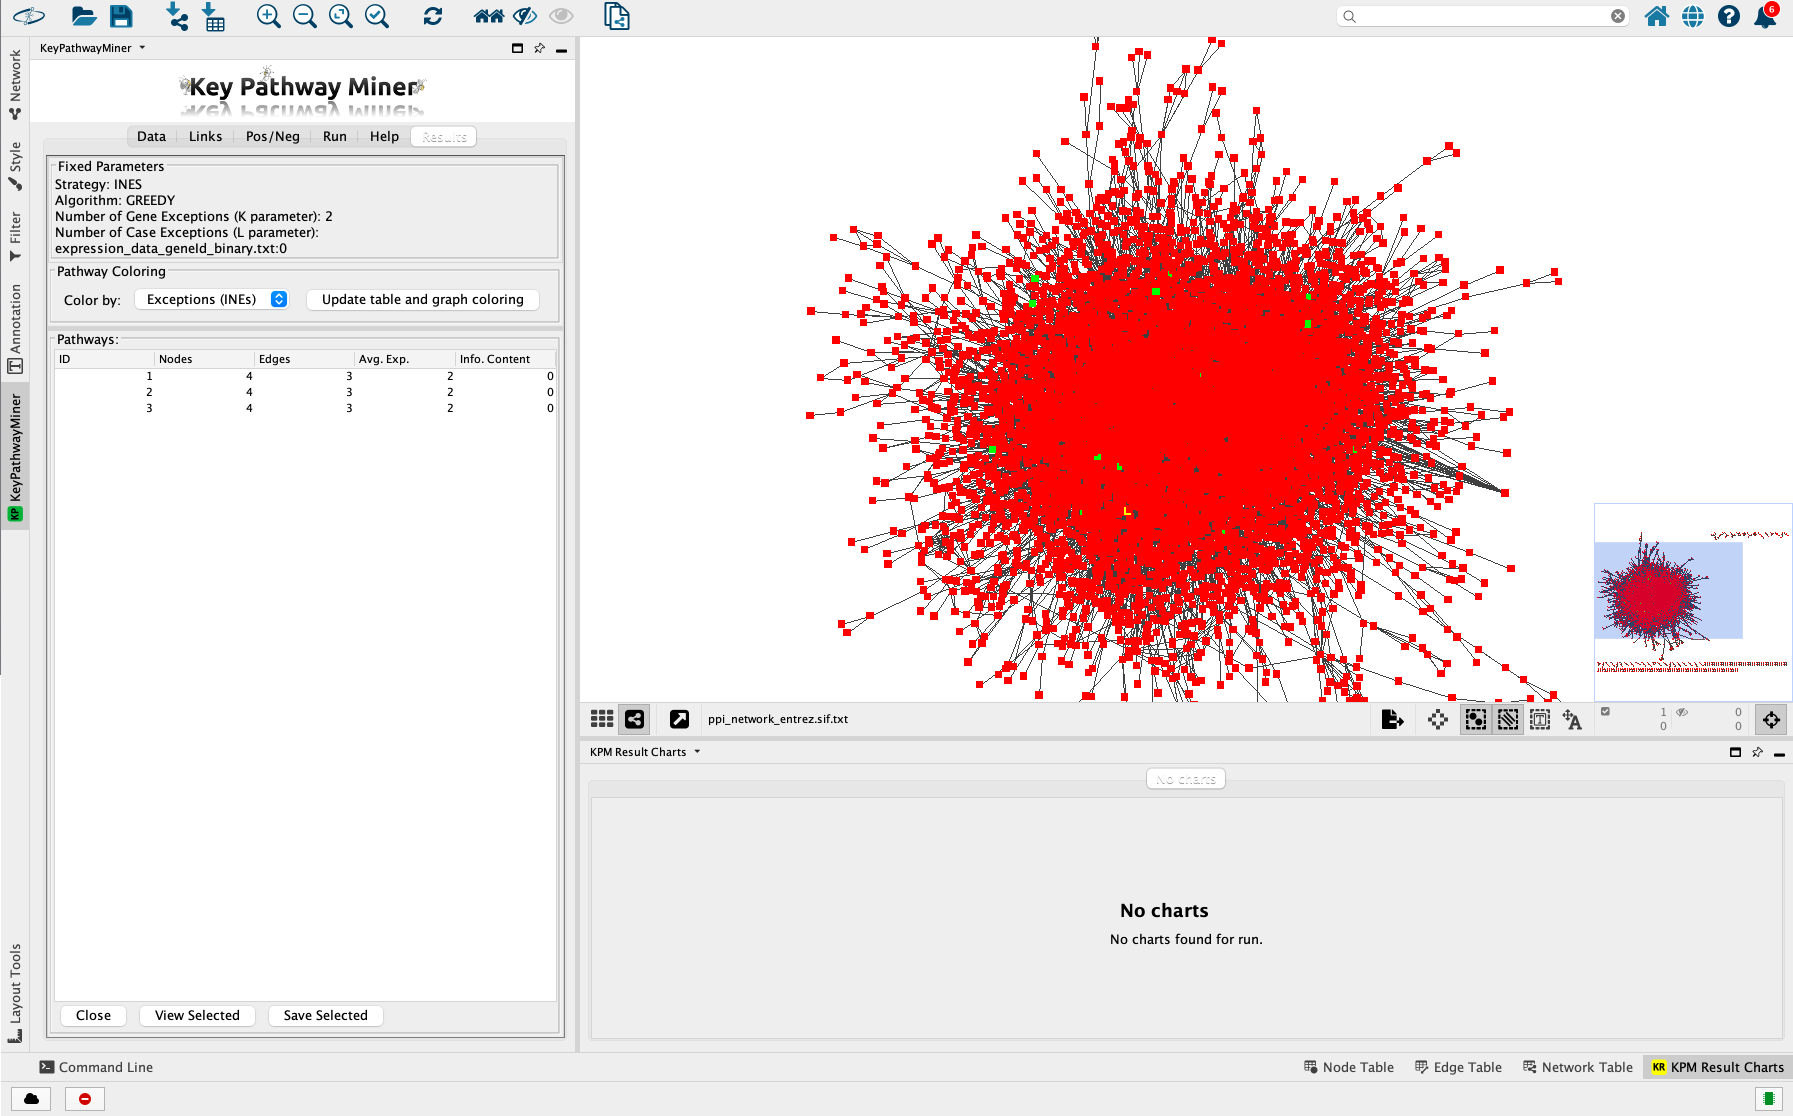 6
KeyPathwayMiner
Key Pathway Miner
Data Links Pos/Neg Run Help Results
Fixed Parameters
Strategy: INES
Algorithm: GREEDY
Number of Gene Exceptions (K parameter): 2
Number of Case Exceptions (L parameter):
expression_data_geneId_binary.txt:0
Pathway Coloring
Color by: Exceptions (INEs) Update table and graph coloring
Pathways:
ID Nodes Edges Avg. Exp. Info. Content
1 4 3 2 0
2 4 3 2 0
3 4 3 2 0
Close View Selected Save Selected
Network
Style
Filter
Annotation
KP KeyPathwayMiner
Layout Tools
ppi_network_entrez.sif.txt
1 0
0 0
KPM Result Charts
No charts
No charts
No charts found for run.
Command Line
Node Table Edge Table Network Table KR KPM Result Charts